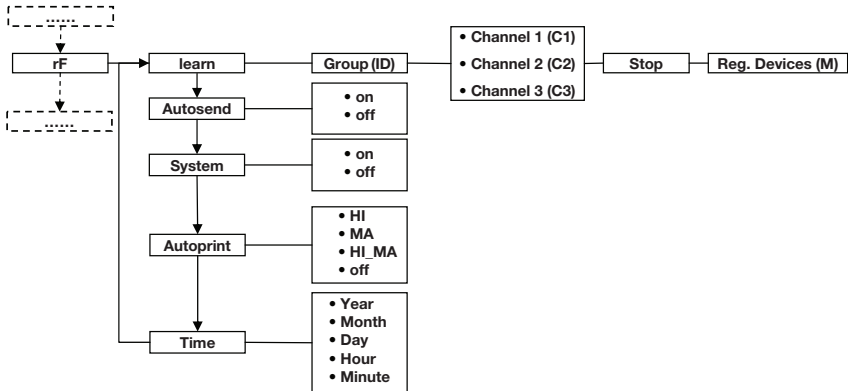 ......
rF
......
learn
Group (ID)
• Channel 1 (C1)
• Channel 2 (C2)
• Channel 3 (C3)
Stop
Reg. Devices (M)
Autosend
• on
• off
System
• on
• off
Autoprint
• HI
• MA
• HI_MA
• off
Time
• Year
• Month
• Day
• Hour
• Minute